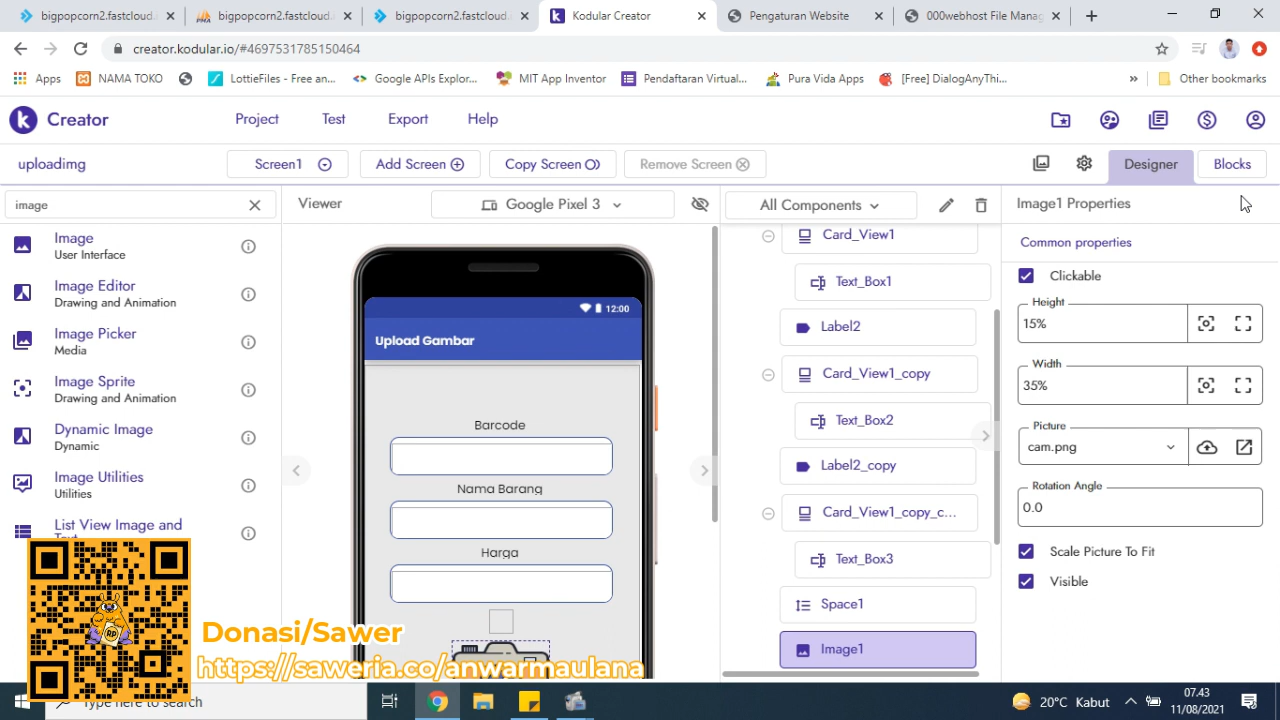 bigpopcorn2.fastcloud.
bigpopcorn2.fastcloud.
bigpopcorn2.fastcloud.
Kodular Creator
Pengaturan Website
000webhost File Manag
creator.kodular.io/#4697531785150464
Apps
NAMA TOKO
LottieFiles - Free an...
Google APIs Explor...
MIT App Inventor
Pendaftaran Virtual...
Pura Vida Apps
[Free] DialogAnyThi...
Other bookmarks
Creator
Project
Test
Export
Help
uploadimg
Screen1
Add Screen
Copy Screen
Remove Screen
Designer
Blocks
image
Viewer
Google Pixel 3
All Components
Image1 Properties
Image
User Interface
Image Editor
Drawing and Animation
Image Picker
Media
Image Sprite
Drawing and Animation
Dynamic Image
Dynamic
Image Utilities
Utilities
List View Image and
12:00
Upload Gambar
Barcode
Nama Barang
Harga
Card_View1
Text_Box1
Label2
Card_View1_copy
Text_Box2
Label2_copy
Card_View1_copy_c...
Text_Box3
Space1
Image1
Common properties
Clickable
Height
15%
Width
35%
Picture
cam.png
Rotation Angle
0.0
Scale Picture To Fit
Visible
RP
Donasi/Sawer
https://saweria.co/anwarmaulana
Type here to search
20°C Kabut
07.43
11/08/2021